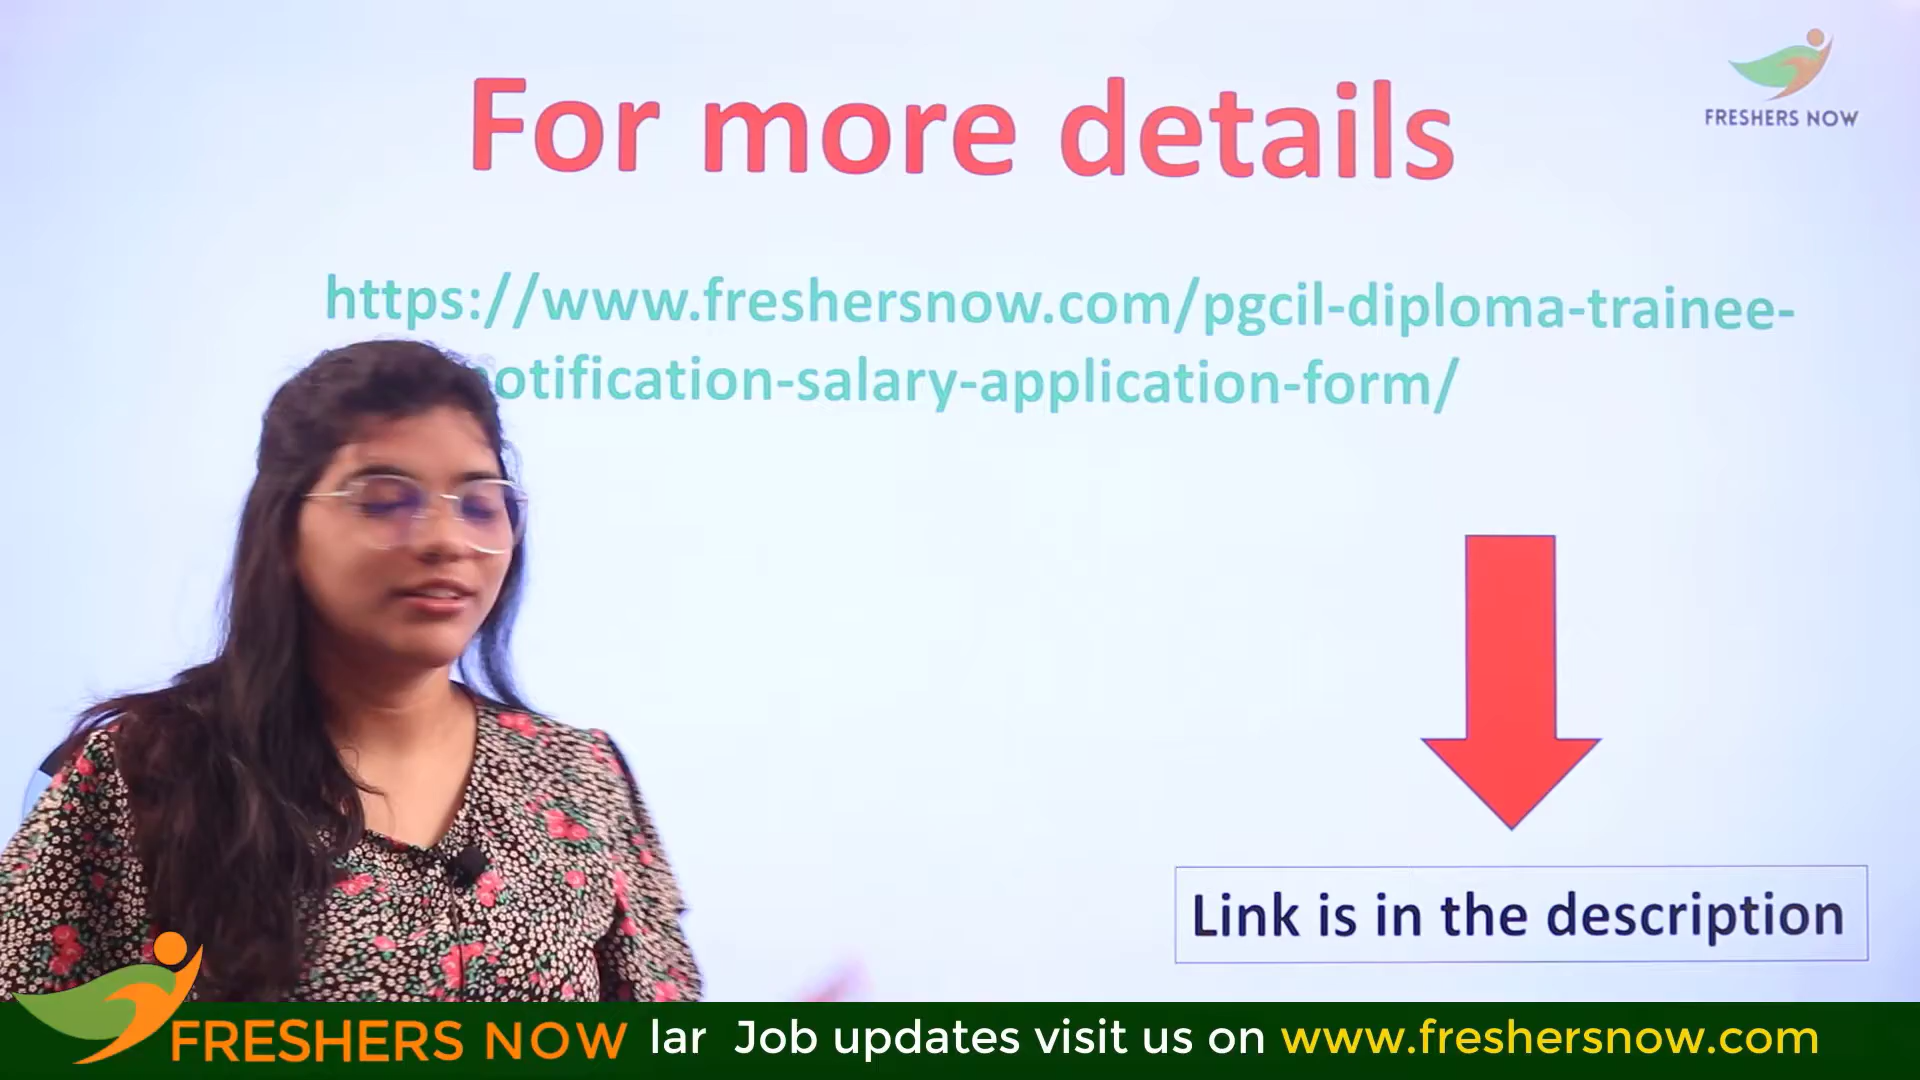 For more details
FRESHERS NOW
https://www.freshersnow.com/pgcil-diploma-trainee-
otification-salary-application-form/
Link is in the description
FRESHERS NOW lar Job updates visit us on www.freshersnow.com